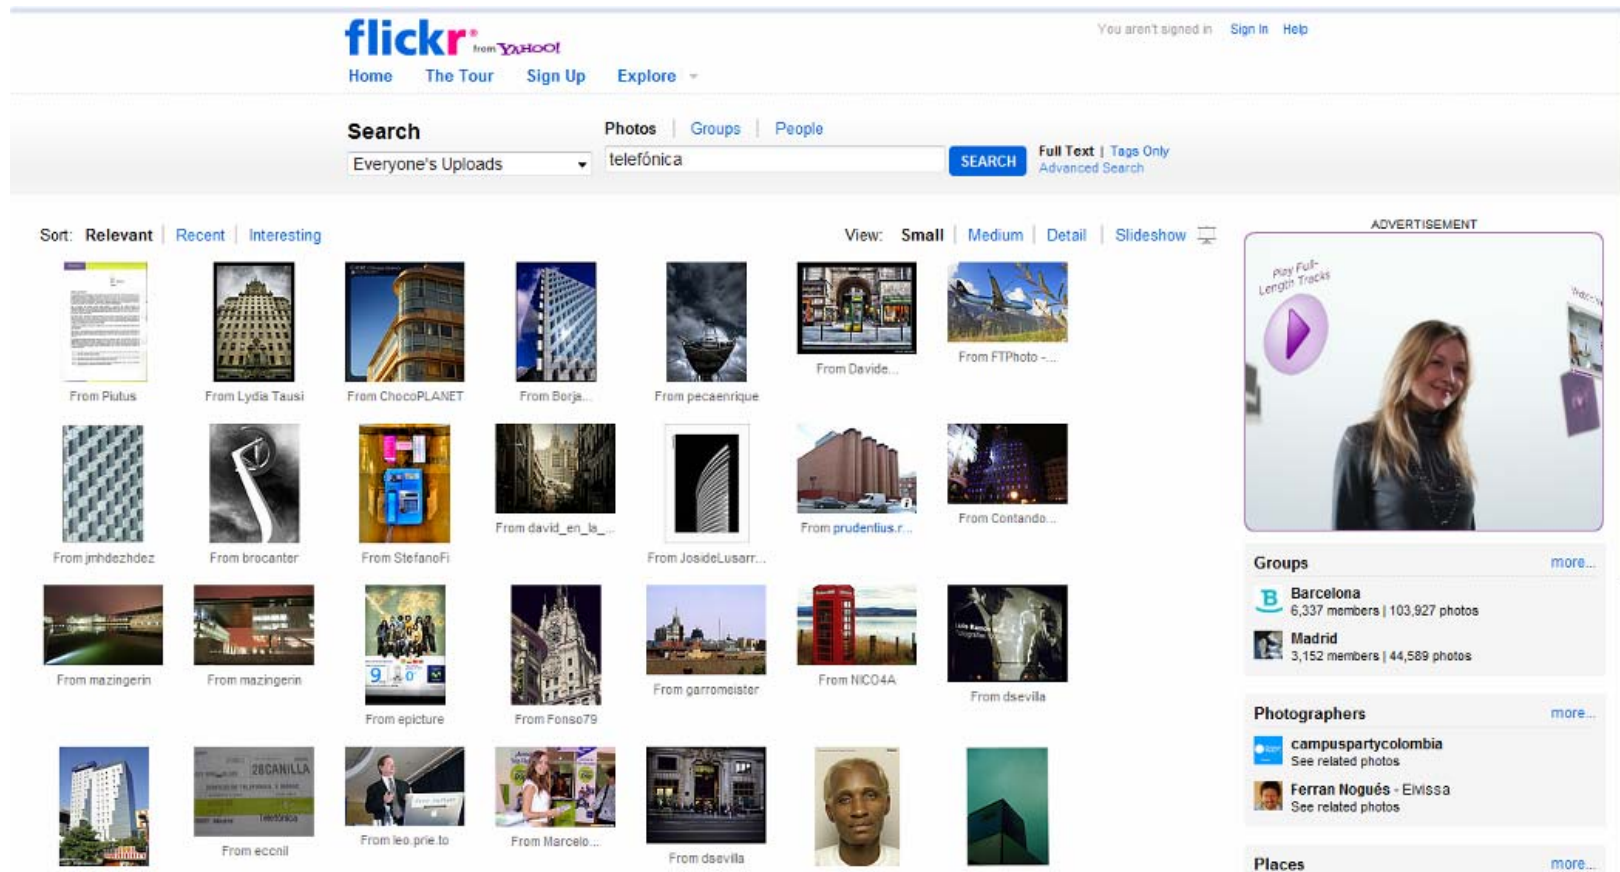 flickr from YAHOO!
You aren't signed in Sign In Help
Home The Tour Sign Up Explore
Search
Photos Groups People
Everyone's Uploads
telefónica
SEARCH
Full Text | Tags Only
Advanced Search
Sort: Relevant Recent Interesting
View: Small Medium Detail Slideshow
ADVERTISEMENT
Play Full-
Length Tracks
From Piutus
From Lydia Tausi
From ChocoPLANET
From Borja...
From pecaenrique
From Davide...
From FTPhoto -...
From jmhdezhdez
From brocanter
From StefanoFi
From david_en_la_...
From JosideLusarr...
From prudentius.r...
From Contando...
From mazingerin
From mazingerin
From epicture
From Fonso79
From garromeister
From NICO4A
From dsevilla
28CANILLA
Telefónica
From eccnil
From leo.prie.to
From Marcelo...
From dsevilla
Groups more...
Barcelona
6,337 members | 103,927 photos
Madrid
3,152 members | 44,589 photos
Photographers more...
campuspartycolombia
See related photos
Ferran Nogués - Eivissa
See related photos
Places more...